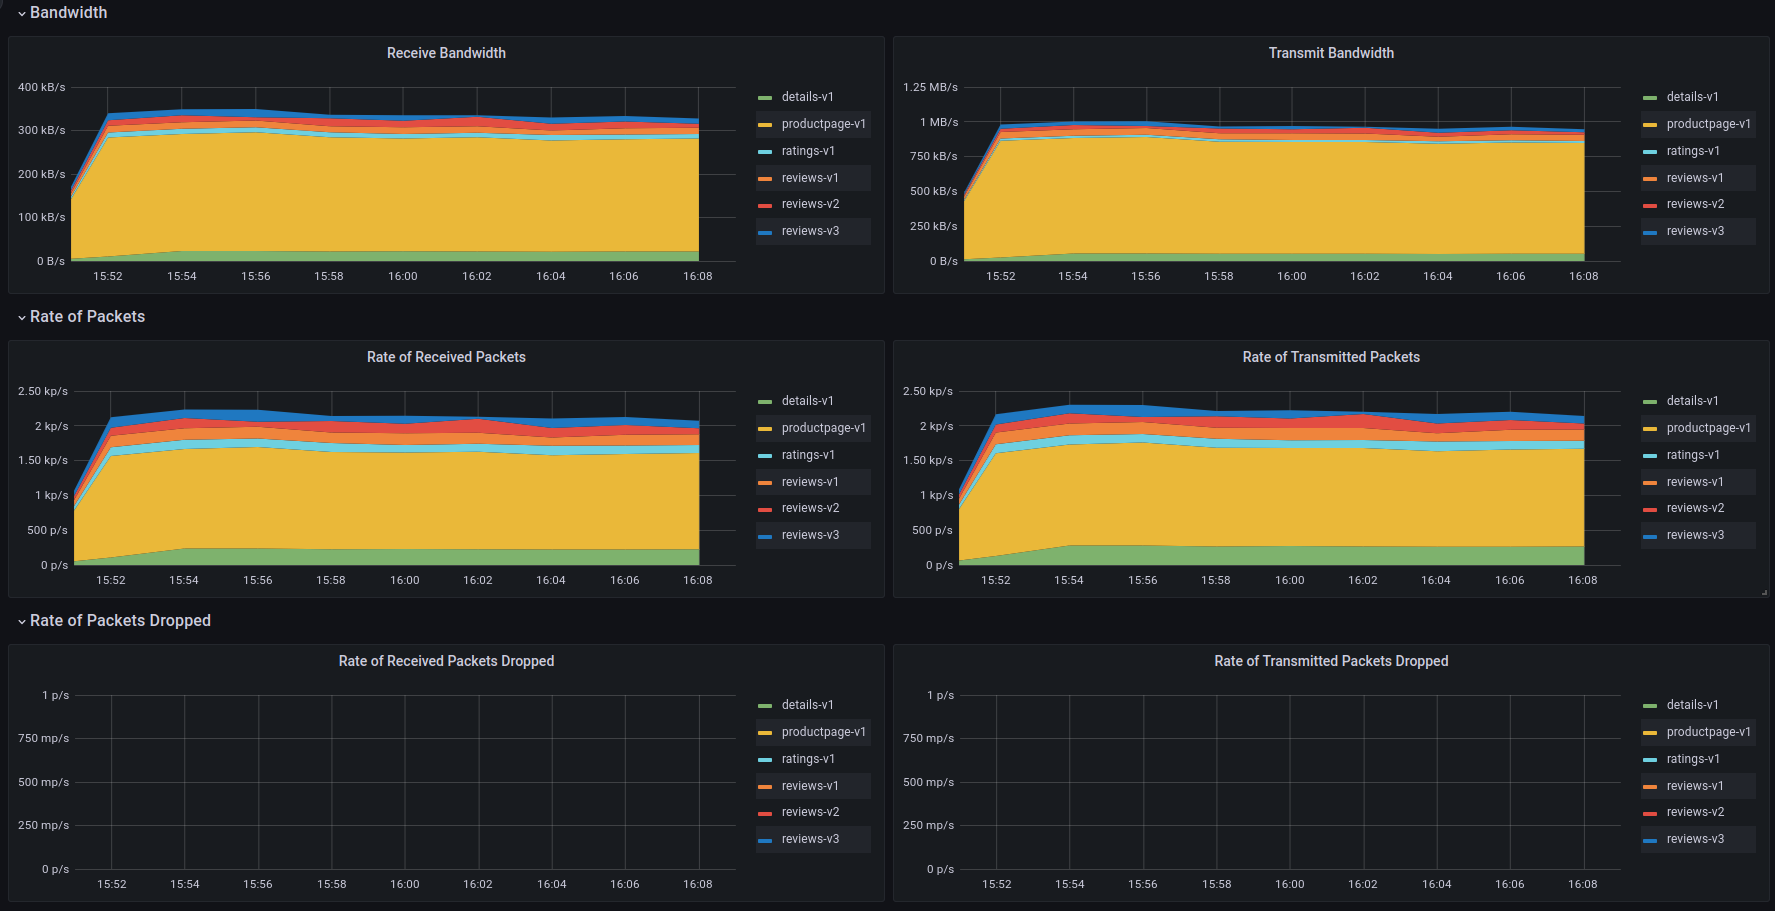 Bandwidth
Receive Bandwidth
400 kB/s
300 kB/s
200 kB/s
100 kB/s
0 B/s
15:52 15:54 15:56 15:58 16:00 16:02 16:04 16:06 16:08
details-v1
productpage-v1
ratings-v1
reviews-v1
reviews-v2
reviews-v3
Transmit Bandwidth
1.25 MB/s
1 MB/s
750 kB/s
500 kB/s
250 kB/s
0 B/s
15:52 15:54 15:56 15:58 16:00 16:02 16:04 16:06 16:08
details-v1
productpage-v1
ratings-v1
reviews-v1
reviews-v2
reviews-v3
Rate of Packets
Rate of Received Packets
2.50 kp/s
2 kp/s
1.50 kp/s
1 kp/s
500 p/s
0 p/s
15:52 15:54 15:56 15:58 16:00 16:02 16:04 16:06 16:08
details-v1
productpage-v1
ratings-v1
reviews-v1
reviews-v2
reviews-v3
Rate of Transmitted Packets
2.50 kp/s
2 kp/s
1.50 kp/s
1 kp/s
500 p/s
0 p/s
15:52 15:54 15:56 15:58 16:00 16:02 16:04 16:06 16:08
details-v1
productpage-v1
ratings-v1
reviews-v1
reviews-v2
reviews-v3
Rate of Packets Dropped
Rate of Received Packets Dropped
1 p/s
750 mp/s
500 mp/s
250 mp/s
0 p/s
15:52 15:54 15:56 15:58 16:00 16:02 16:04 16:06 16:08
details-v1
productpage-v1
ratings-v1
reviews-v1
reviews-v2
reviews-v3
Rate of Transmitted Packets Dropped
1 p/s
750 mp/s
500 mp/s
250 mp/s
0 p/s
15:52 15:54 15:56 15:58 16:00 16:02 16:04 16:06 16:08
details-v1
productpage-v1
ratings-v1
reviews-v1
reviews-v2
reviews-v3